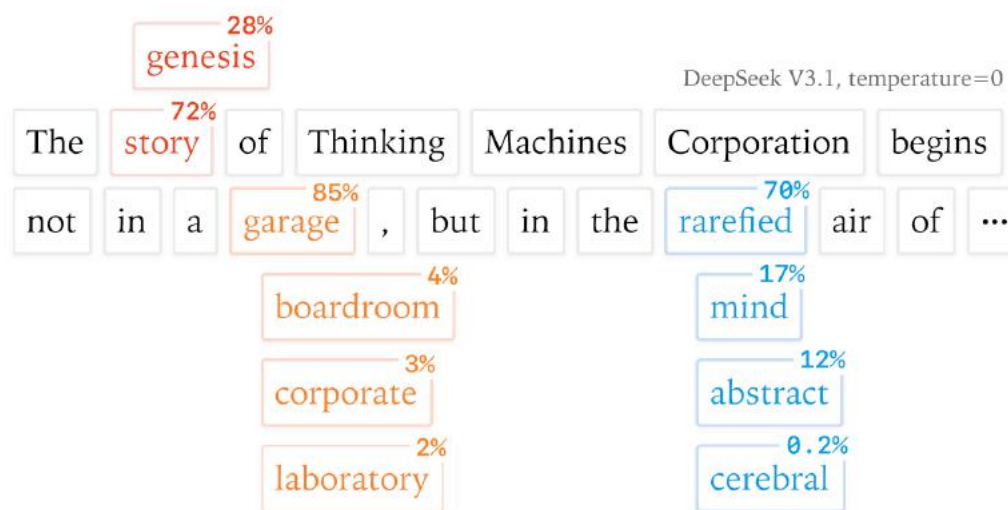 28%
genesis
DeepSeek V3.1, temperature=0
72%
The story of Thinking Machines Corporation begins
85% 70%
not in a garage , but in the rarefied air of ···
4% 17%
boardroom mind
3% 12%
corporate abstract
2% 0.2%
laboratory cerebral